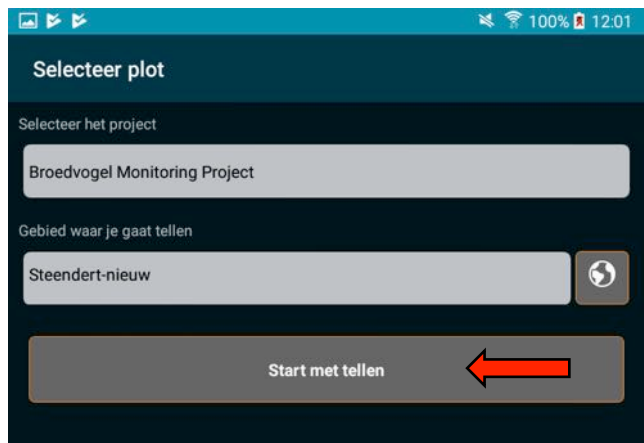 100% 12:01
Selecteer plot
Selecteer het project
Broedvogel Monitoring Project
Gebied waar je gaat tellen
Steendert-nieuw
Start met tellen